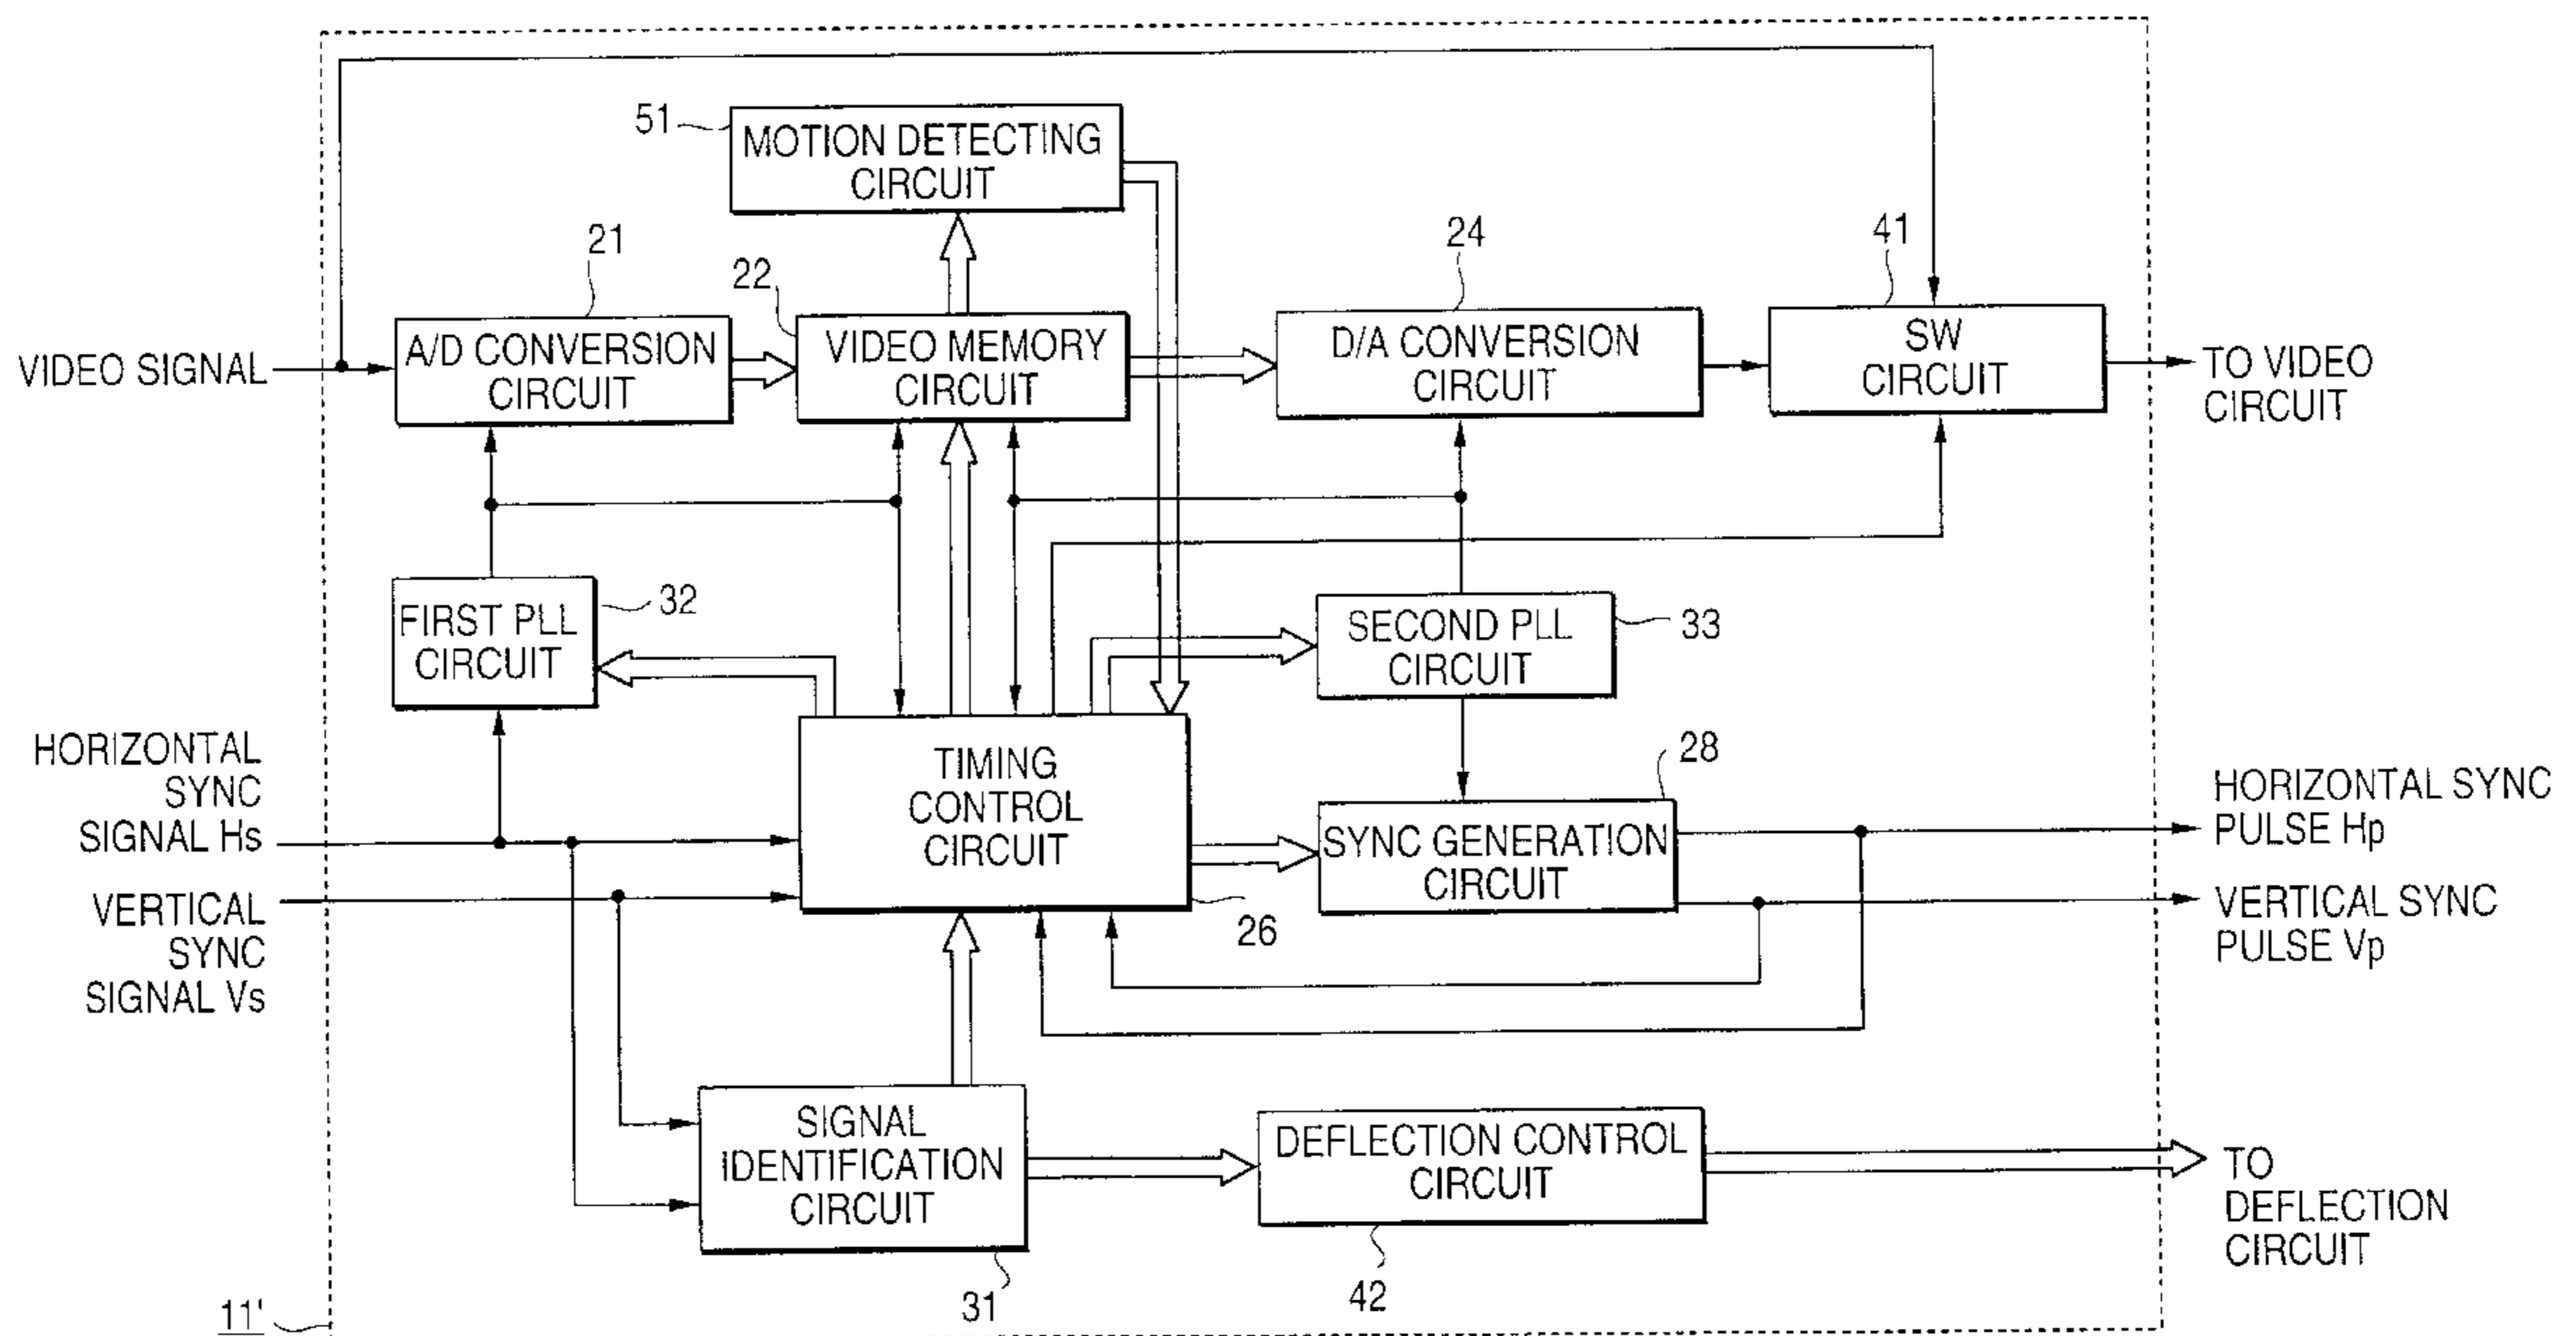 51
MOTION DETECTING
CIRCUIT
21
22
24
41
VIDEO SIGNAL
A/D CONVERSION
CIRCUIT
VIDEO MEMORY
CIRCUIT
D/A CONVERSION
CIRCUIT
SW
CIRCUIT
TO VIDEO
CIRCUIT
FIRST PLL
CIRCUIT
32
SECOND PLL
CIRCUIT
33
HORIZONTAL
SYNC
SIGNAL Hs
TIMING
CONTROL
CIRCUIT
26
28
SYNC GENERATION
CIRCUIT
HORIZONTAL SYNC
PULSE Hp
VERTICAL
SYNC
SIGNAL Vs
VERTICAL SYNC
PULSE Vp
SIGNAL
IDENTIFICATION
CIRCUIT
31
DEFLECTION CONTROL
CIRCUIT
42
TO
DEFLECTION
CIRCUIT
11'